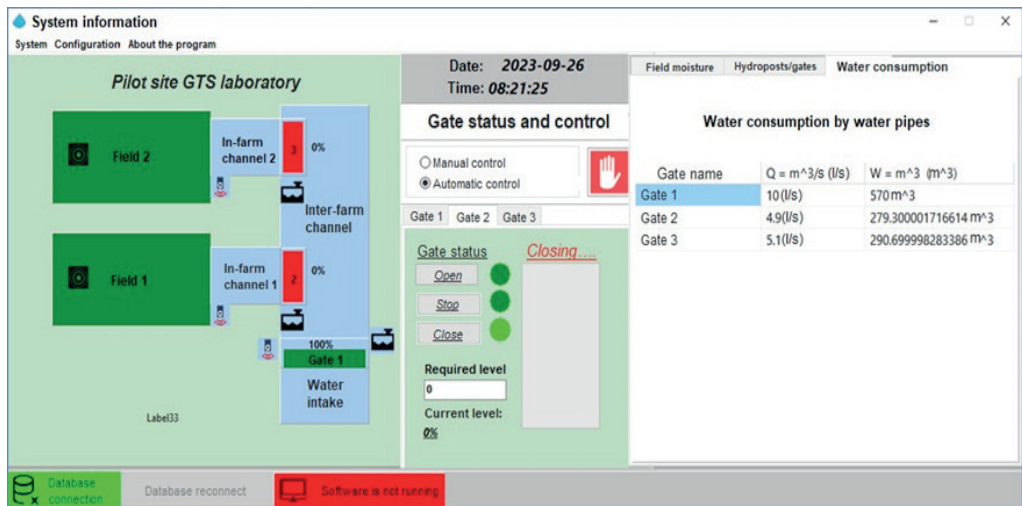 System information
System Configuration About the program
Pilot site GTS laboratory
Field 2
In-farm
channel 2
3
0%
Inter-farm
channel
Field 1
In-farm
channel 1
2
0%
100%
Gate 1
Water
intake
Label33
Date: 2023-09-26
Time: 08:21:25
Gate status and control
Manual control
Automatic control
Gate 1 Gate 2 Gate 3
Gate status
Closing....
Open
Stop
Close
Required level
0
Current level:
0%
Field moisture Hydroposts/gates Water consumption
Water consumption by water pipes
Gate name Q = m^3/s (l/s) W = m^3 (m^3)
Gate 1 10(l/s) 570m^3
Gate 2 4.9(l/s) 279.300001716614 m^3
Gate 3 5.1(l/s) 290.699998283386 m^3
Database
connection
Database reconnect
Software is not running